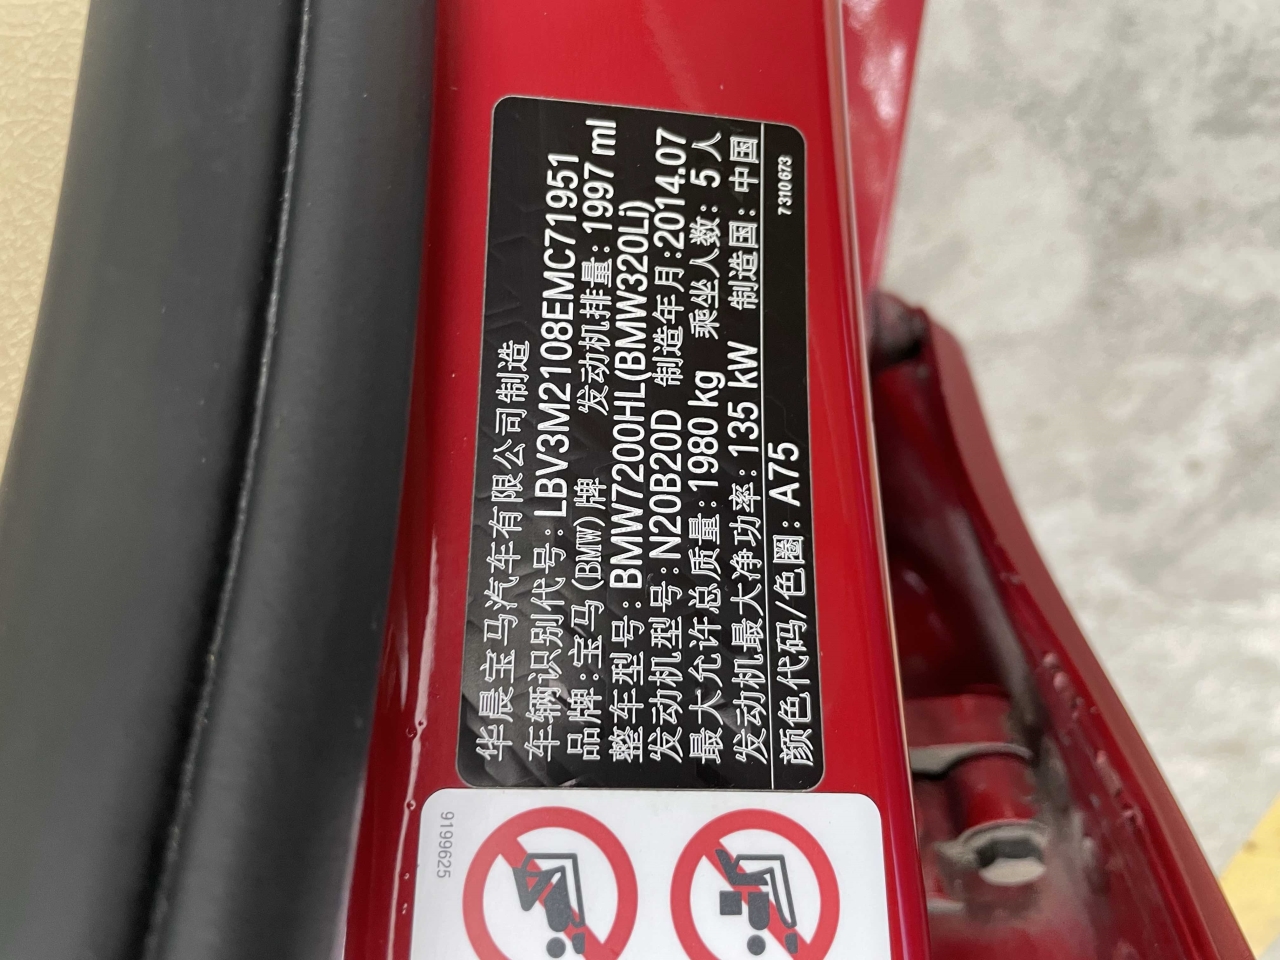 华晨宝马汽车有限公司制造
车辆识别代号: LBV3M2108EMC71951
品牌:宝马(BMW)牌 发动机排量: 1997 ml
整车型号: BMW7200HL(BMW320Li)
发动机型号:N20B20D 制造年月:2014.07
最大允许总质量:1980 kg 乘坐人数: 5 人
发动机最大净功率: 135 kW 制造国: 中国
颜色代码/色圈: A75
7 310 673
9199625